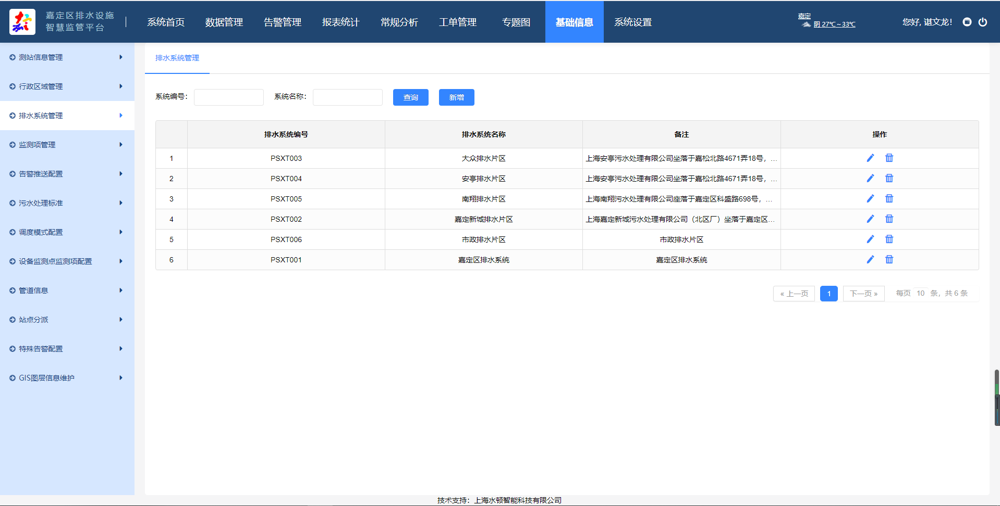 嘉定区排水设施
智慧监管平台
系统首页 数据管理 告警管理 报表统计 常规分析 工单管理 专题图 基础信息 系统设置
嘉定
阴 27℃～33℃
您好, 谌文龙!
测站信息管理
行政区域管理
排水系统管理
监测项管理
告警推送配置
污水处理标准
调度模式配置
设备监测点监测项配置
管道信息
站点分派
特殊告警配置
GIS图层信息维护
排水系统管理
系统编号： 系统名称： 查询 新增
排水系统编号 排水系统名称 备注 操作
1 PSXT003 大众排水片区 上海安亭污水处理有限公司坐落于嘉松北路4671弄18号，...
2 PSXT004 安亭排水片区 上海安亭污水处理有限公司坐落于嘉松北路4671弄18号，...
3 PSXT005 南翔排水片区 上海南翔污水处理有限公司座落于嘉定区科盛路698号，...
4 PSXT002 嘉定新城排水片区 上海嘉定新城污水处理有限公司（北区厂）坐落于嘉定区...
5 PSXT006 市政排水片区 市政排水片区
6 PSXT001 嘉定区排水系统 嘉定区排水系统
« 上一页 1 下一页 » 每页 10 条，共 6 条
技术支持：上海水顿智能科技有限公司